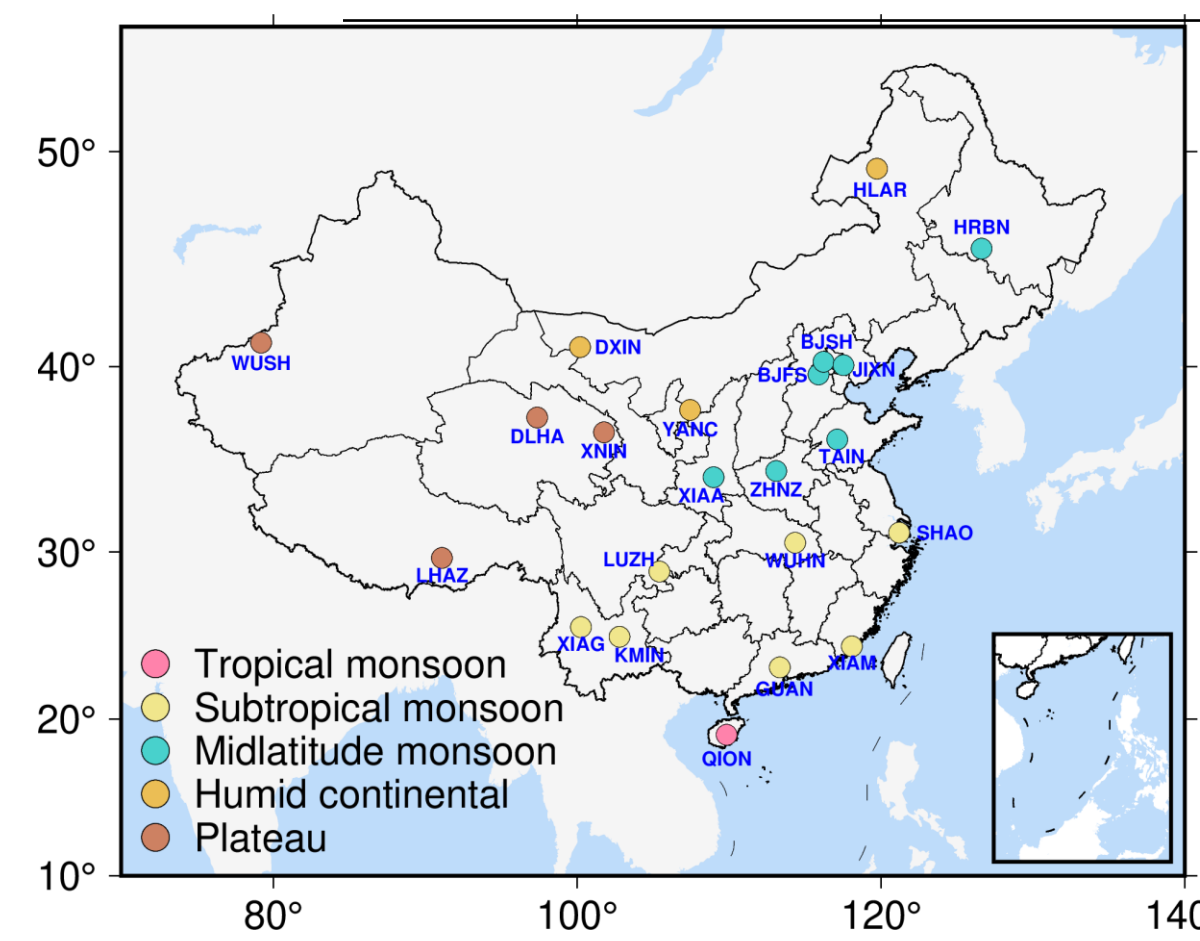 50°
HLAR
HRBN
BJSH
WUSH
DXIN
40°
BJFS
JIXN
DLHA
YANC
XNIN
TAIN
XIAA
ZHNZ
SHAO
30°
LUZH
WUHN
LHAZ
XIAG
KMIN
XIAM
GUAN
Tropical monsoon
Subtropical monsoon
20°
QION
Midlatitude monsoon
Humid continental
Plateau
10°
80°
100°
120°
140